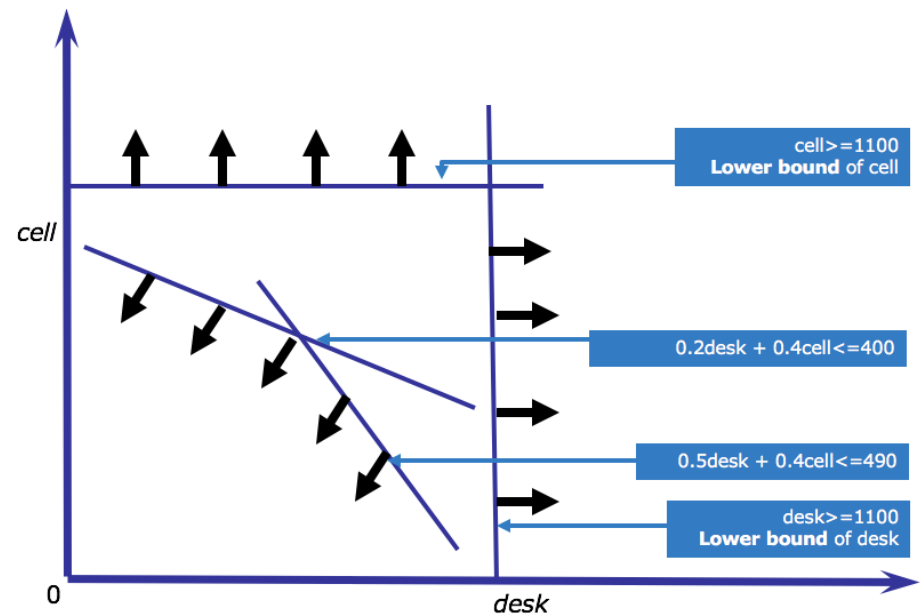 cell>=1100
Lower bound of cell
cell
0.2desk + 0.4cell<=400
0.5desk + 0.4cell<=490
desk>=1100
Lower bound of desk
0
desk